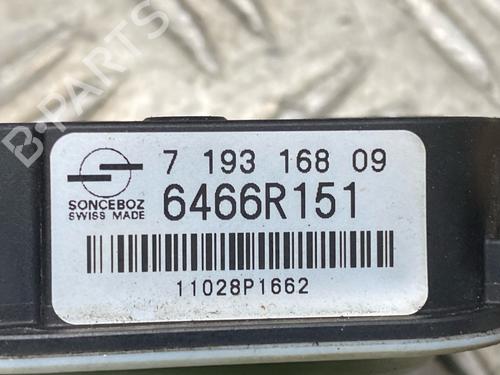 B-PARTS
7 193 168 09
SONCEBOZ
SWISS MADE
6466R151
11028P1662